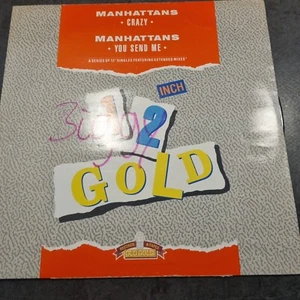 MANHATTANS
• CRAZY •
MANHATTANS
• YOU SEND ME •
A SERIES OF 12" SINGLES FEATURING EXTENDED MIXES
12 INCH
GOLD